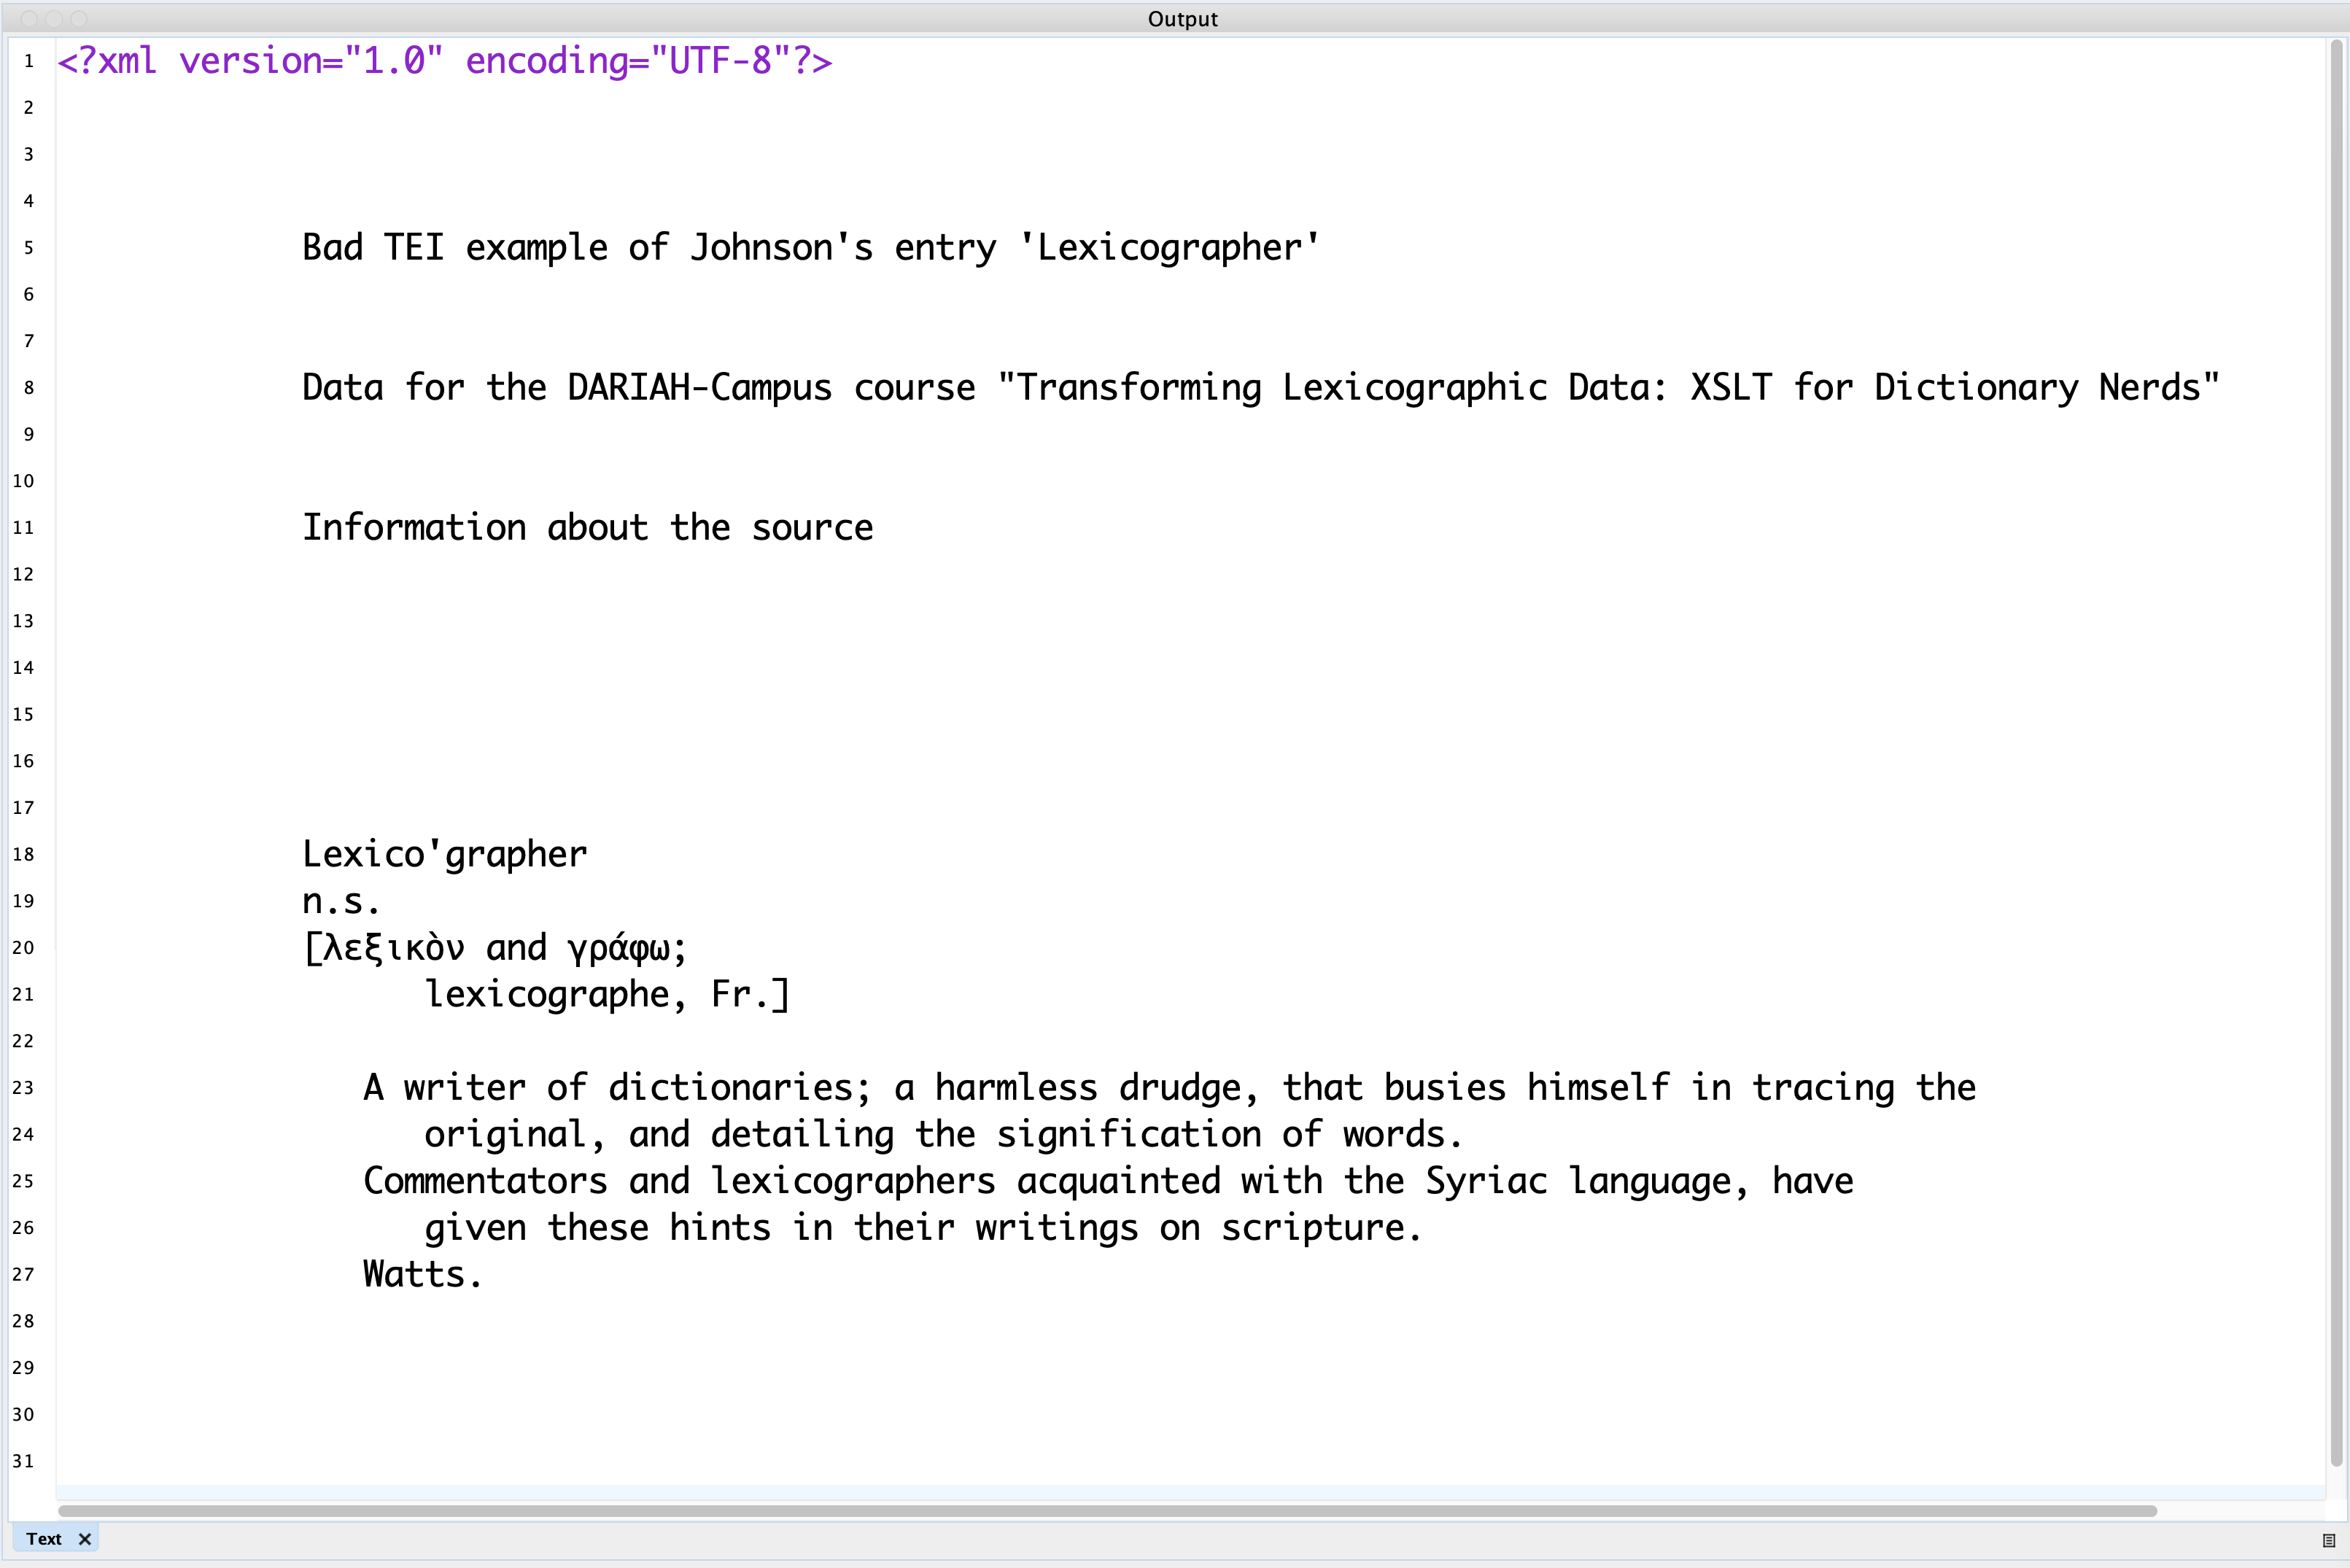 Output
1 <?xml version="1.0" encoding="UTF-8"?>
2
3
4
5 Bad TEI example of Johnson's entry 'Lexicographer'
6
7
8 Data for the DARIAH-Campus course "Transforming Lexicographic Data: XSLT for Dictionary Nerds"
9
10
11 Information about the source
12
13
14
15
16
17
18 Lexico'grapher
19 n.s.
20 [λεξικὸν and γράφω;
21 lexicographe, Fr.]
22
23 A writer of dictionaries; a harmless drudge, that busies himself in tracing the
24 original, and detailing the signification of words.
25 Commentators and lexicographers acquainted with the Syriac language, have
26 given these hints in their writings on scripture.
27 Watts.
28
29
30
31
Text